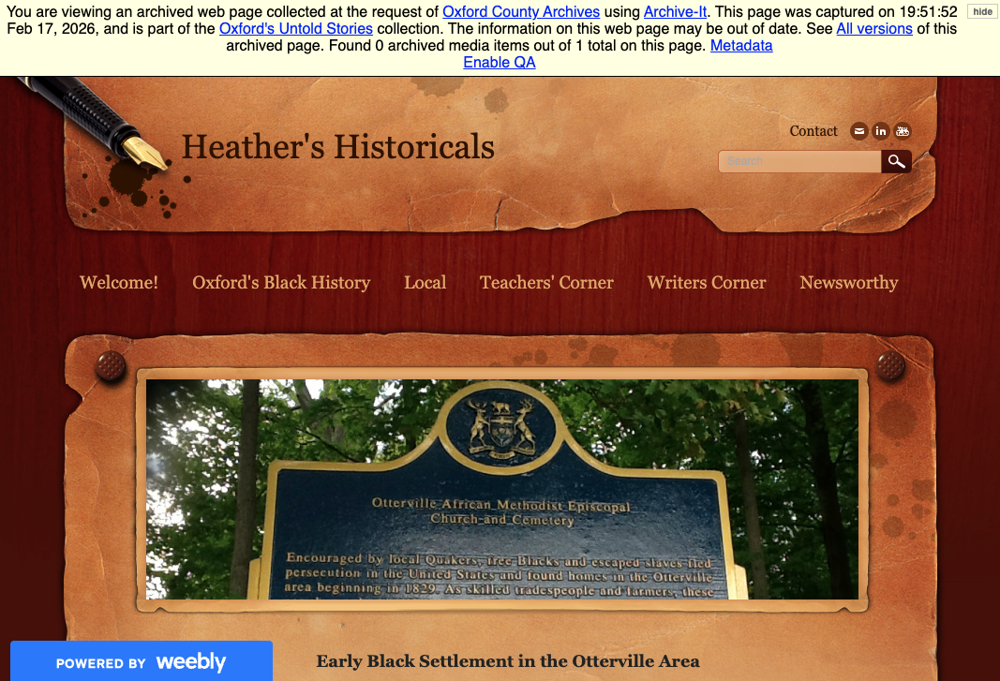 You are viewing an archived web page collected at the request of Oxford County Archives using Archive-It. This page was captured on 19:51:52
hide
Feb 17, 2026, and is part of the Oxford's Untold Stories collection. The information on this web page may be out of date. See All versions of this
archived page. Found 0 archived media items out of 1 total on this page. Metadata
Enable QA
Heather's Historicals
Contact
Search
Welcome!
Oxford's Black History
Local
Teachers' Corner
Writers Corner
Newsworthy
Otterville African Methodist Episcopal
Church and Cemetery
Encouraged by local Quakers, free Blacks and escaped slaves fled
persecution in the United States and found homes in the Otterville
area beginning in 1829. As skilled tradespeople and farmers, these
POWERED BY weebly
Early Black Settlement in the Otterville Area